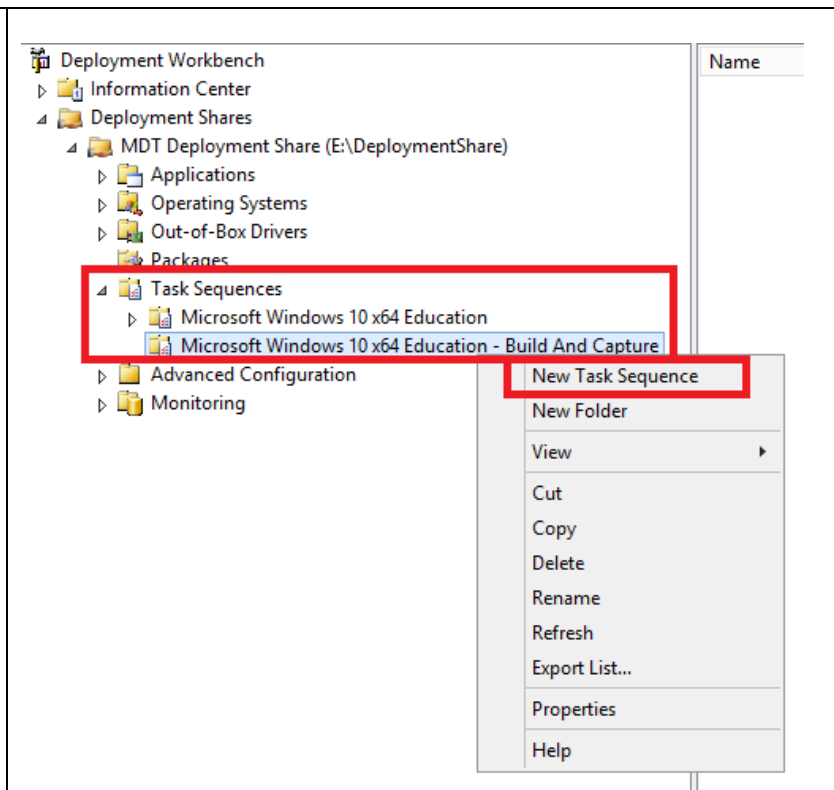 Deployment Workbench
Name
Information Center
Deployment Shares
MDT Deployment Share (E:\DeploymentShare)
Applications
Operating Systems
Out-of-Box Drivers
Packages
Task Sequences
Microsoft Windows 10 x64 Education
Microsoft Windows 10 x64 Education - Build And Capture
Advanced Configuration
Monitoring
New Task Sequence
New Folder
View
Cut
Copy
Delete
Rename
Refresh
Export List...
Properties
Help